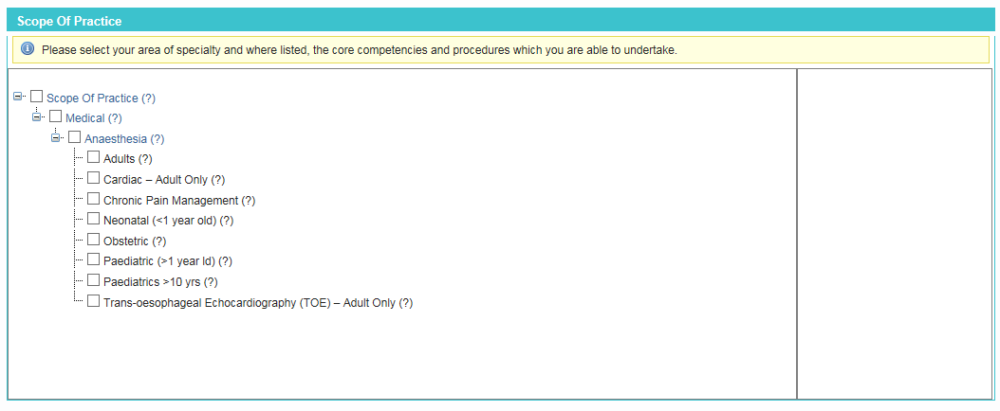 Scope Of Practice
Please select your area of specialty and where listed, the core competencies and procedures which you are able to undertake.
Scope Of Practice (?)
Medical (?)
Anaesthesia (?)
Adults (?)
Cardiac – Adult Only (?)
Chronic Pain Management (?)
Neonatal (<1 year old) (?)
Obstetric (?)
Paediatric (>1 year ld) (?)
Paediatrics >10 yrs (?)
Trans-oesophageal Echocardiography (TOE) – Adult Only (?)